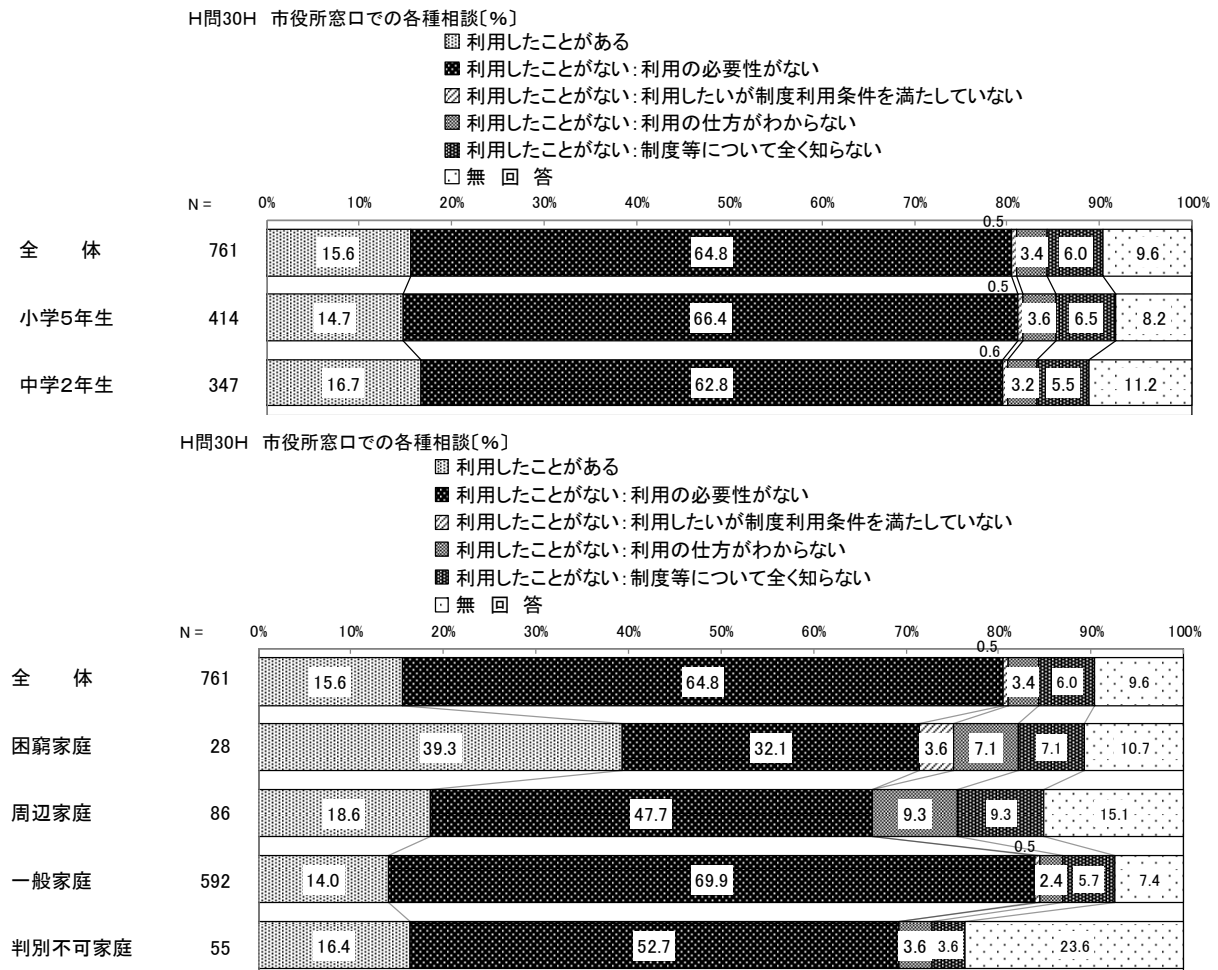 H問30H 市役所窓口での各種相談〔%〕
利用したことがある
利用したことがない：利用の必要性がない
利用したことがない：利用したいが制度利用条件を満たしていない
利用したことがない：利用の仕方がわからない
利用したことがない：制度等について全く知らない
無 回 答
N = 0% 10% 20% 30% 40% 50% 60% 70% 80% 90% 100%
0.5
全 体 761 15.6 64.8 3.4 6.0 9.6
0.5
小学5年生 414 14.7 66.4 3.6 6.5 8.2
0.6
中学2年生 347 16.7 62.8 3.2 5.5 11.2
H問30H 市役所窓口での各種相談〔%〕
利用したことがある
利用したことがない：利用の必要性がない
利用したことがない：利用したいが制度利用条件を満たしていない
利用したことがない：利用の仕方がわからない
利用したことがない：制度等について全く知らない
無 回 答
N = 0% 10% 20% 30% 40% 50% 60% 70% 80% 90% 100%
0.5
全 体 761 15.6 64.8 3.4 6.0 9.6
困窮家庭 28 39.3 32.1 3.6 7.1 7.1 10.7
周辺家庭 86 18.6 47.7 9.3 9.3 15.1
0.5
一般家庭 592 14.0 69.9 2.4 5.7 7.4
判別不可家庭 55 16.4 52.7 3.6 3.6 23.6